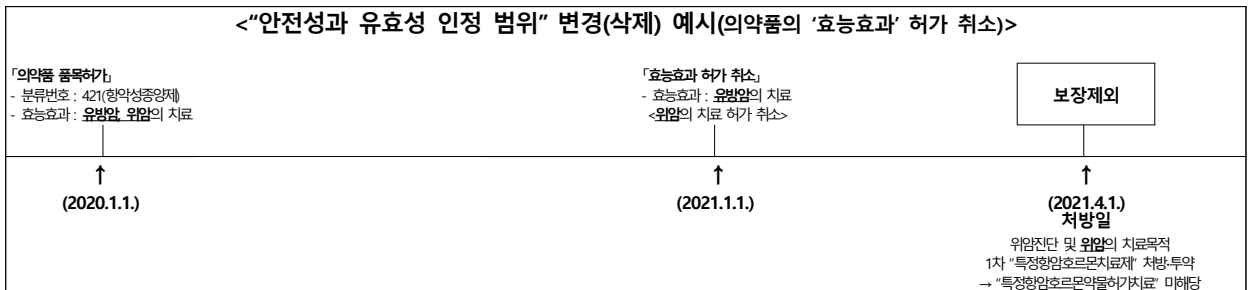 <“안전성과 유효성 인정 범위” 변경(삭제) 예시(의약품의 ‘효능효과’ 허가 취소)>
「의약품 품목허가」
- 분류번호 : 421(항악성종양제)
- 효능효과 : 유방암, 위암의 치료
「효능효과 허가 취소」
- 효능효과 : 유방암의 치료
<위암의 치료 허가 취소>
보장제외
↑
(2020.1.1.)
↑
(2021.1.1.)
↑
(2021.4.1.)
처방일
위암진단 및 위암의 치료목적
1차 “특정항암호르몬치료제” 처방·투약
→ “특정항암호르몬약물허가치료” 미해당